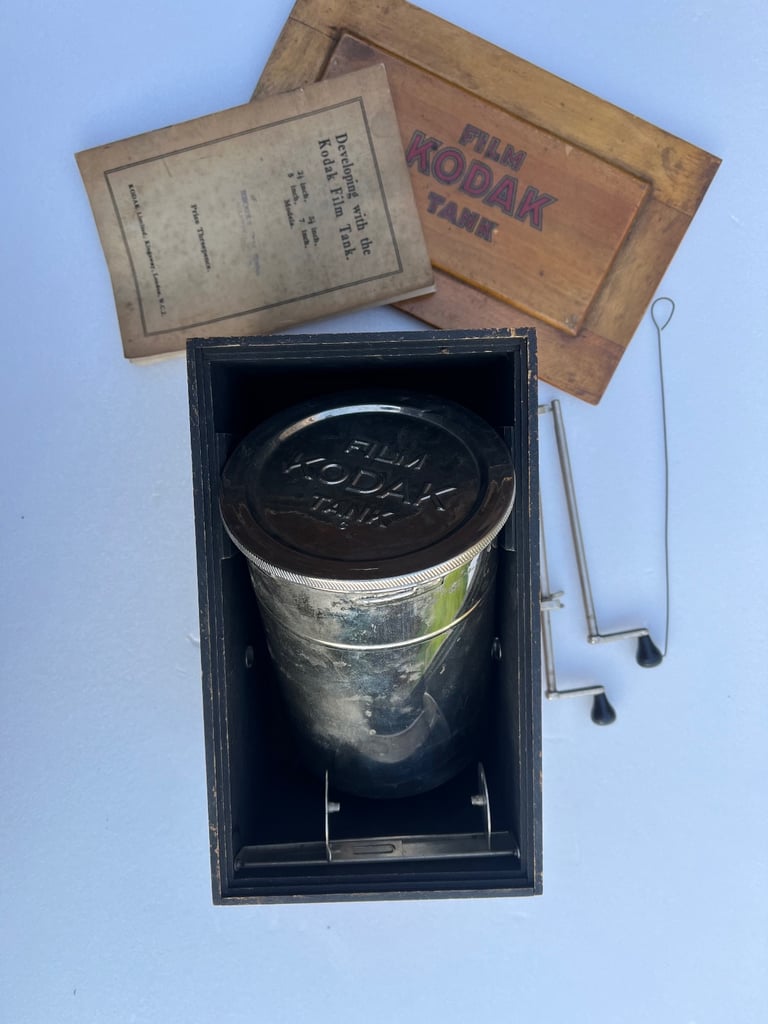 Developing with the
Kodak Film Tank.
2½ inch, 3½ inch,
5 inch, 7 inch
Models.
Price Threepence.
KODAK Limited, Kingsway, London, W.C.2.
FILM
KODAK
TANK
FILM
KODAK
TANK